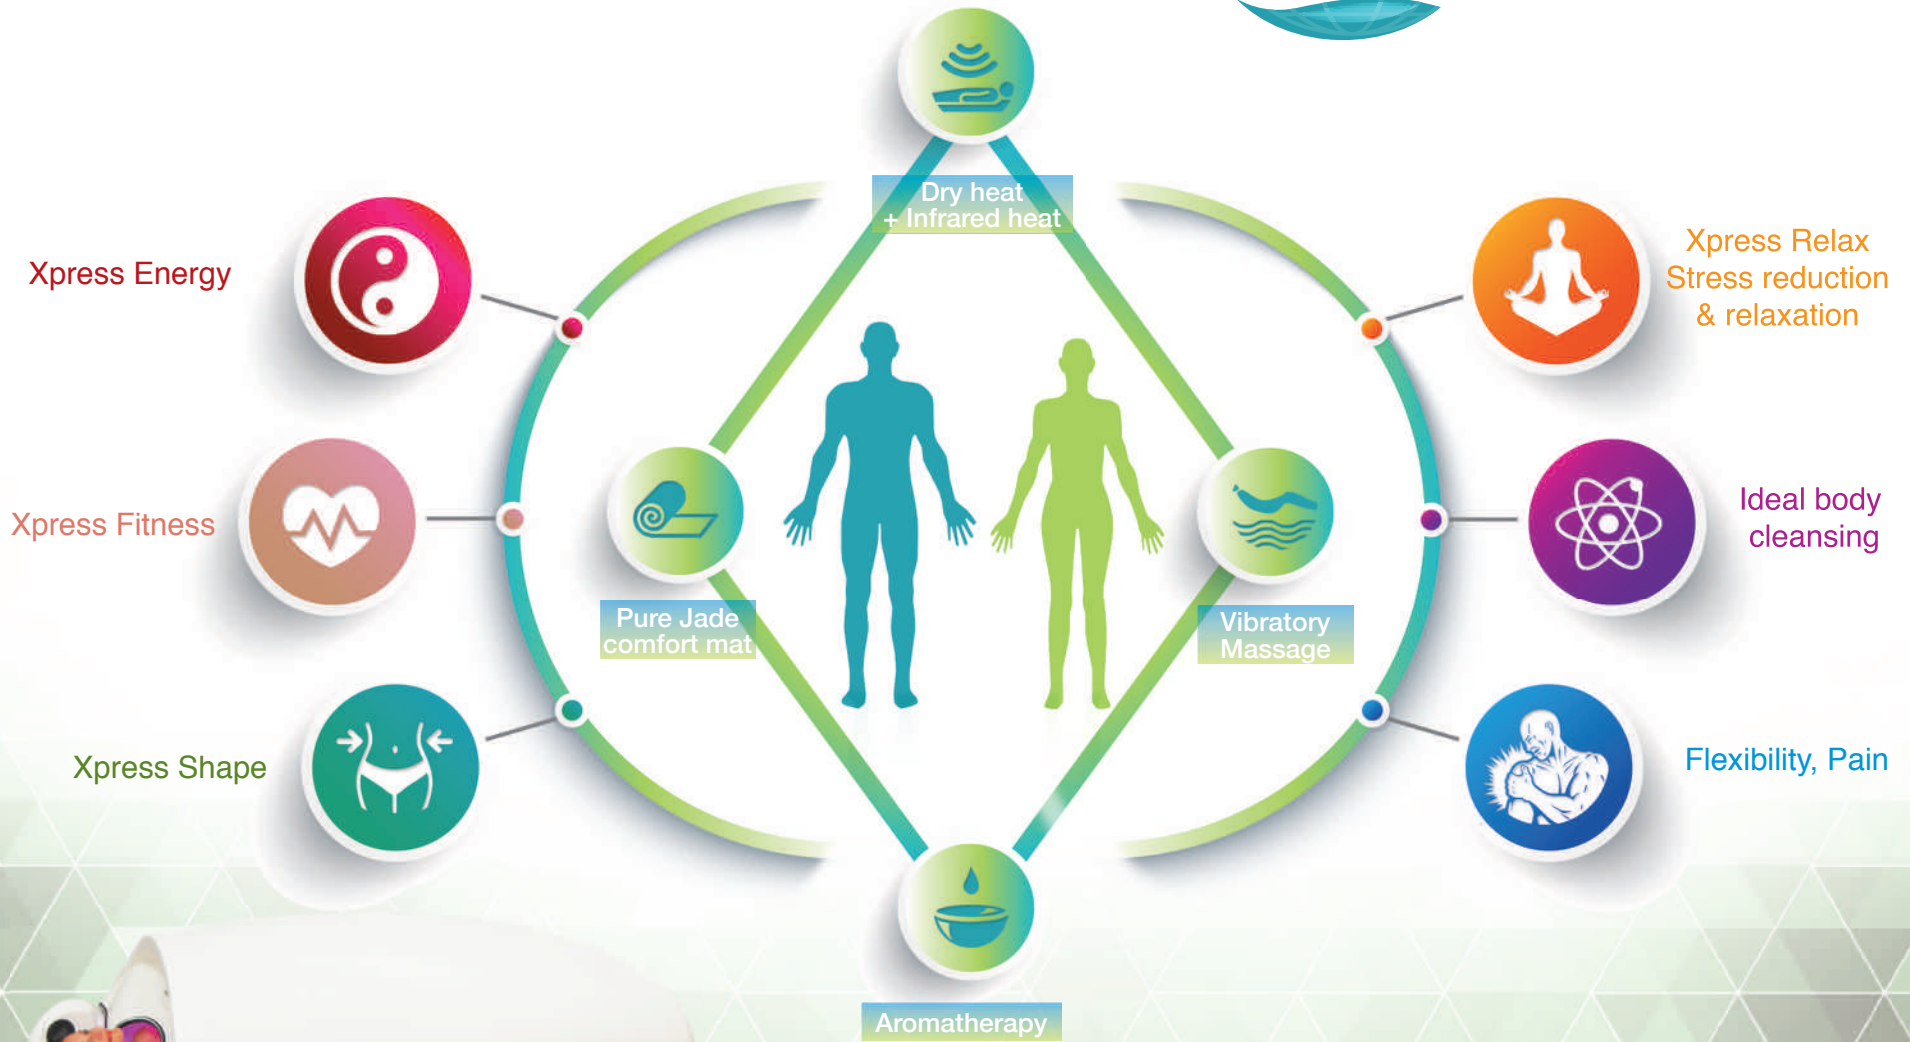 Dry heat
+ Infrared heat
Xpress Energy
Xpress Relax
Stress reduction
& relaxation
Xpress Fitness
Ideal body
cleansing
Pure Jade
comfort mat
Vibratory
Massage
Xpress Shape
Flexibility, Pain
Aromatherapy